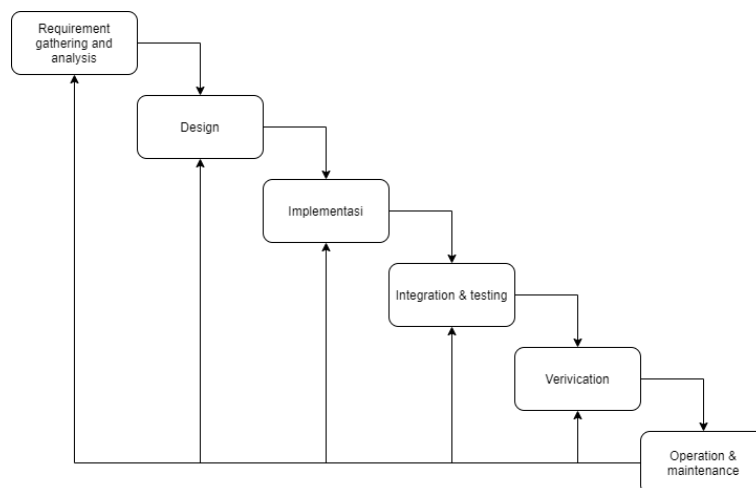 Requirement
gathering and
analysis
Design
Implementasi
Integration & testing
Verivication
Operation &
maintenance